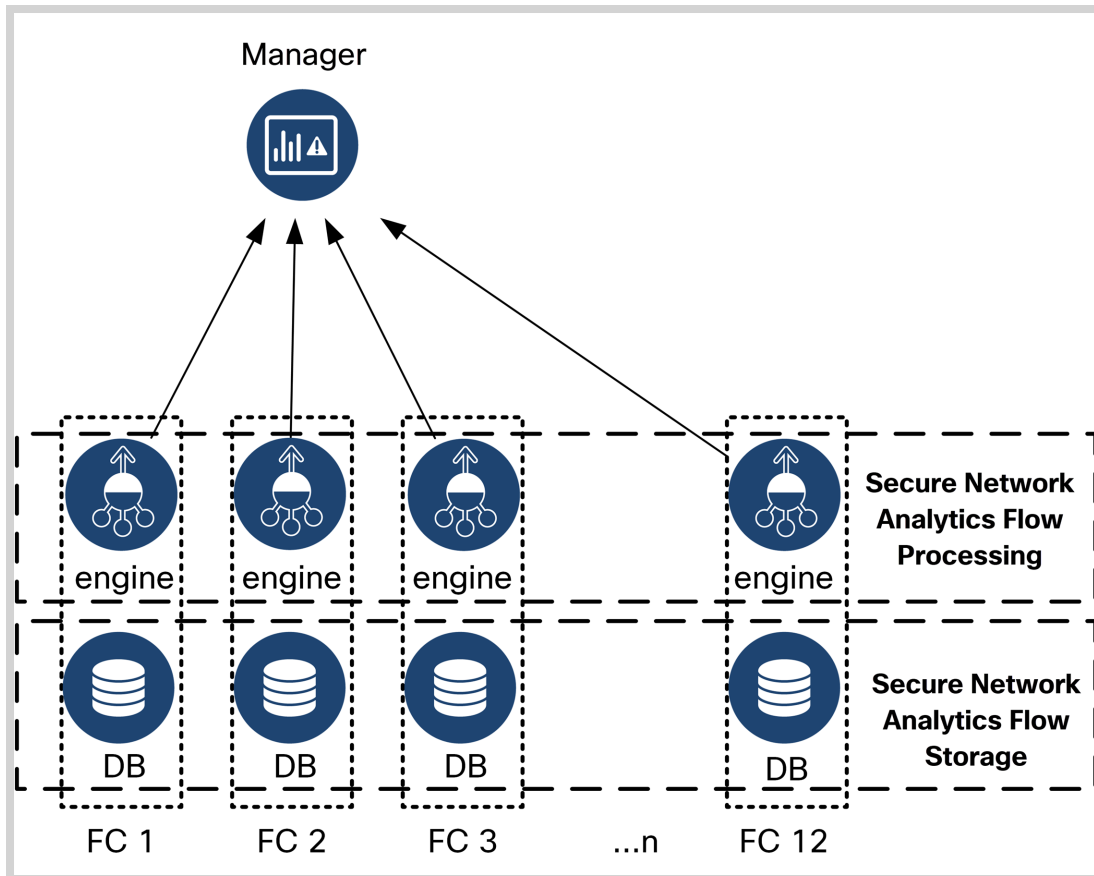 Manager
engine
engine
engine
engine
Secure Network
Analytics Flow
Processing
DB
DB
DB
DB
Secure Network
Analytics Flow
Storage
FC 1
FC 2
FC 3
...n
FC 12